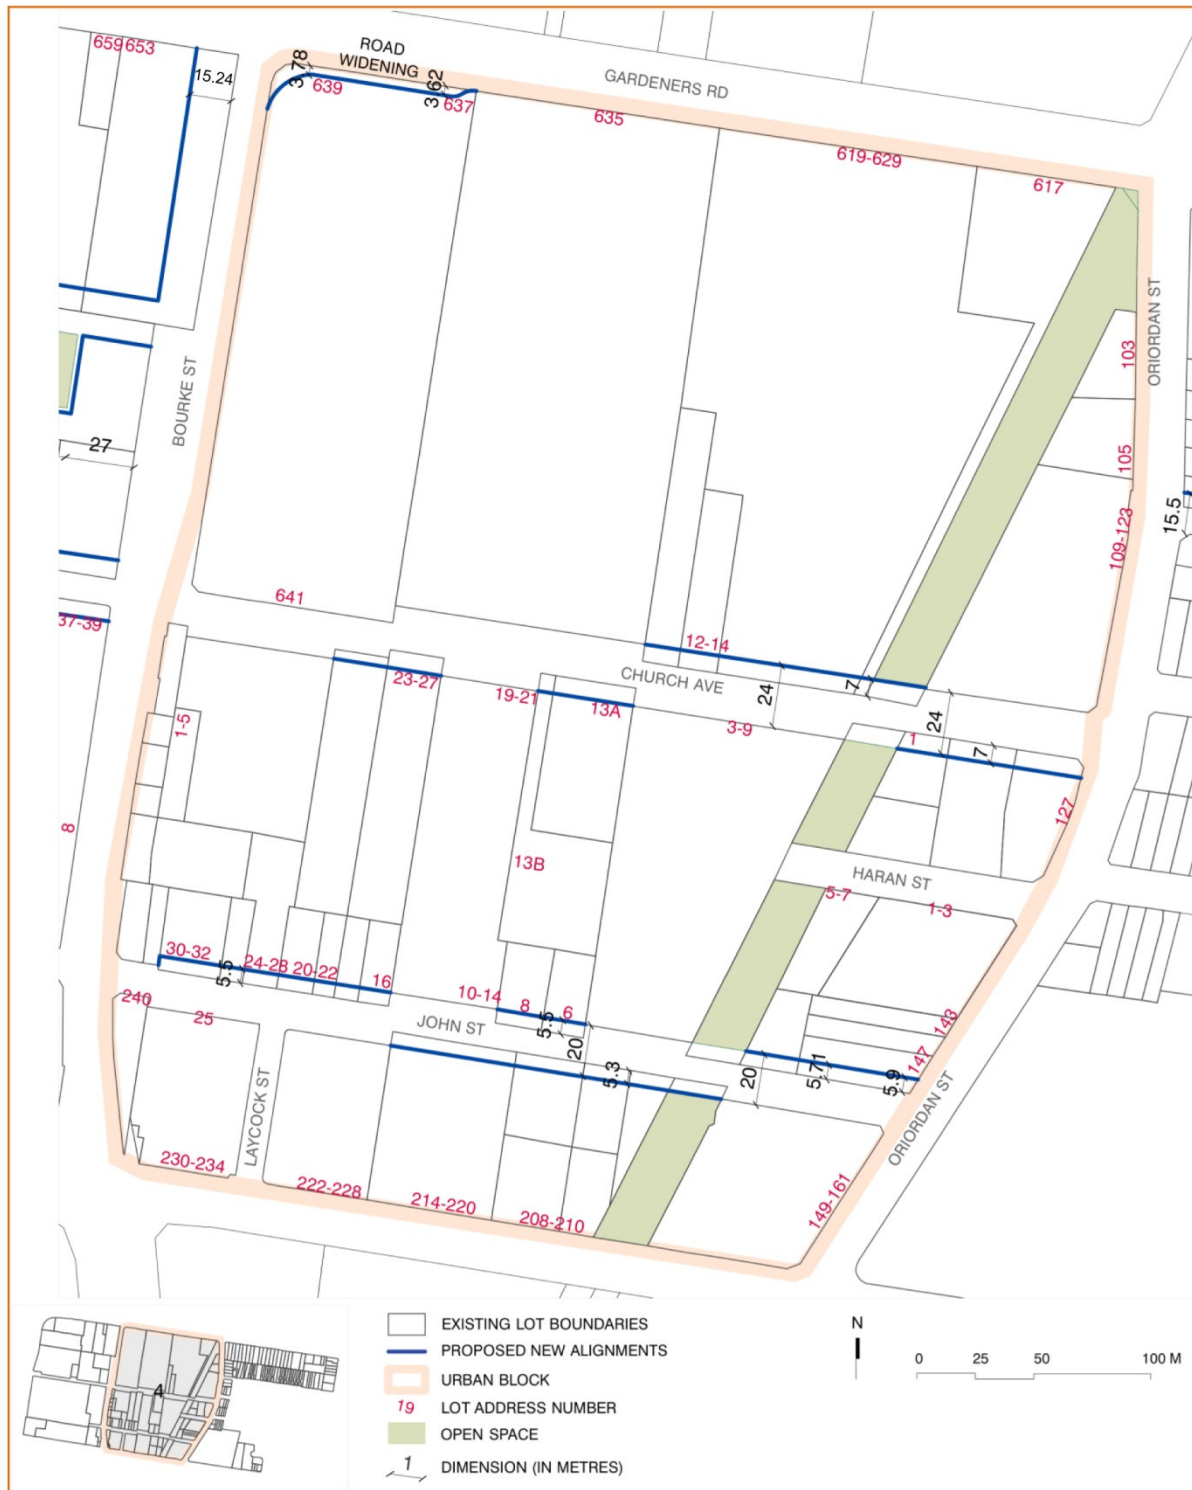 659
653
15.24
3.78
ROAD
WIDENING
3.62
639
637
GARDENERS RD
635
619-629
617
ORIORDAN ST
103
105
109-123
15.5
BOURKE ST
27
37-39
641
12-14
CHURCH AVE
23-27
19-21
13A
24
7
3-9
24
1
7
1-5
8
127
13B
HARAN ST
5-7
1-3
30-32
5.5
24-28
20-22
16
10-14
8
6
5.5
20
143
147
240
25
JOHN ST
5.3
20
5.71
5.9
ORIORDAN ST
LAYCOCK ST
230-234
222-228
214-220
208-210
149-161
4
EXISTING LOT BOUNDARIES
PROPOSED NEW ALIGNMENTS
URBAN BLOCK
19 LOT ADDRESS NUMBER
OPEN SPACE
1 DIMENSION (IN METRES)
N
0 25 50 100 M